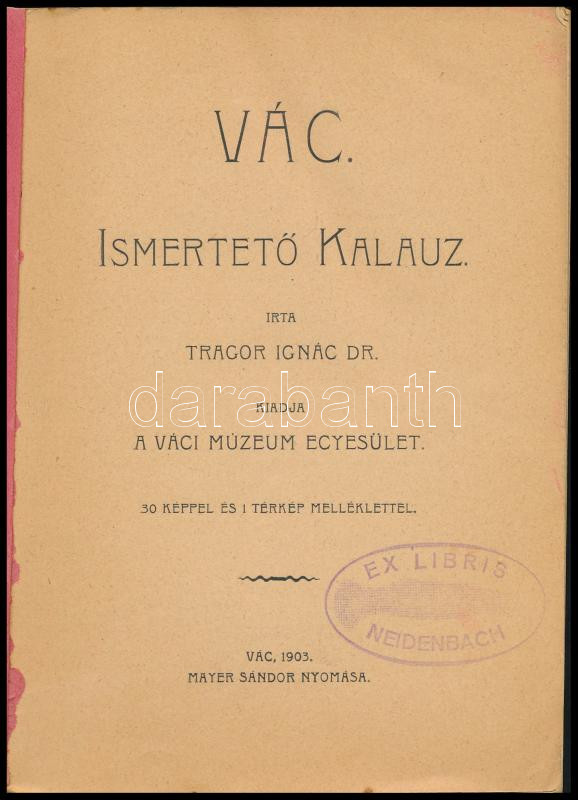 VÁC.
ISMERTETŐ KALAUZ.
IRTA
TRAGOR IGNÁC DR.
KIADJA
darabanth
A VÁCI MÚZEUM EGYESÜLET.
30 KÉPPEL ÉS 1 TÉRKÉP MELLÉKLETTEL.
EX LIBRIS
NEIDENBACH
VÁC, 1903.
MAYER SÁNDOR NYOMÁSA.